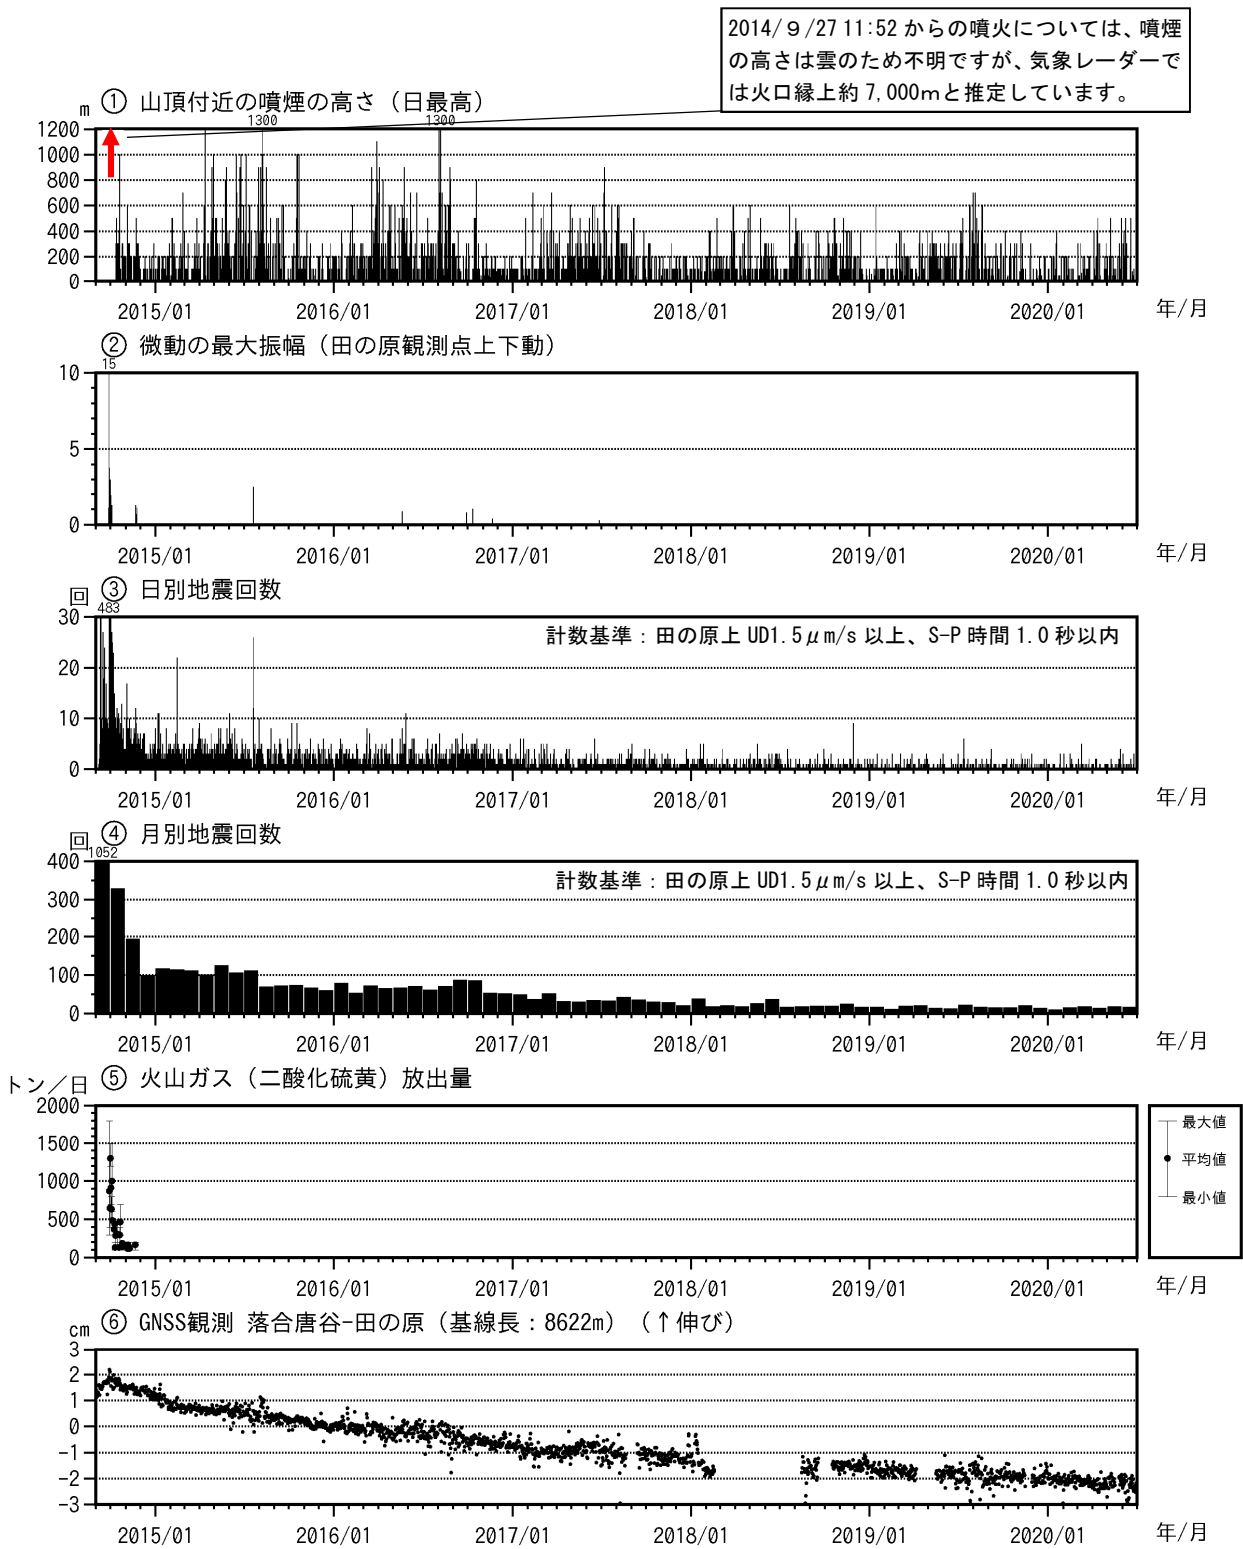 2014/９/27 11:52 からの噴火については、噴煙
の高さは雲のため不明ですが、気象レーダーで
は火口縁上約 7,000ｍと推定しています。
m ① 山頂付近の噴煙の高さ（日最高）
1300 1300
1200
1000
800
600
400
200
0
2015/01 2016/01 2017/01 2018/01 2019/01 2020/01 年/月
② 微動の最大振幅（田の原観測点上下動）
15
10
5
0
2015/01 2016/01 2017/01 2018/01 2019/01 2020/01 年/月
回 ③ 日別地震回数
483
30
計数基準：田の原上 UD1.5μm/s 以上、S-P 時間 1.0 秒以内
20
10
0
2015/01 2016/01 2017/01 2018/01 2019/01 2020/01 年/月
回 ④ 月別地震回数
1052
400
計数基準：田の原上 UD1.5μm/s 以上、S-P 時間 1.0 秒以内
300
200
100
0
2015/01 2016/01 2017/01 2018/01 2019/01 2020/01 年/月
トン／日 ⑤ 火山ガス（二酸化硫黄）放出量
2000
1500
1000
500
0
最大値
平均値
最小値
2015/01 2016/01 2017/01 2018/01 2019/01 2020/01 年/月
cm ⑥ GNSS観測 落合唐谷-田の原（基線長：8622m）（↑伸び）
3
2
1
0
-1
-2
-3
2015/01 2016/01 2017/01 2018/01 2019/01 2020/01 年/月